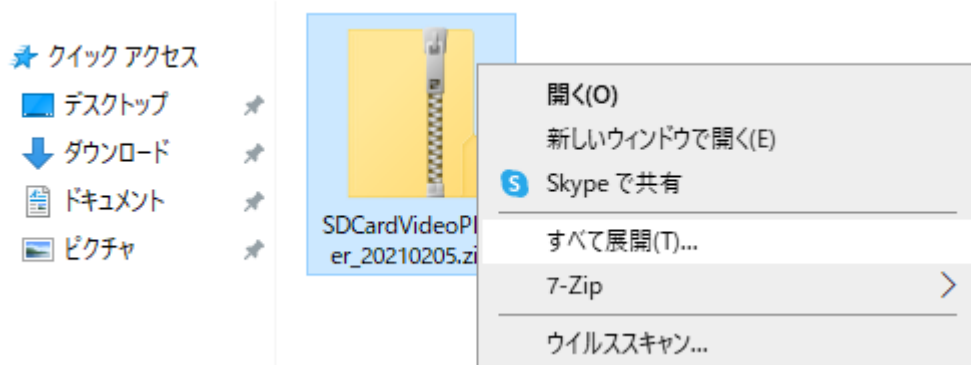 クイック アクセス
デスクトップ
ダウンロード
ドキュメント
ピクチャ
SDCardVideoPl
er_20210205.zi
開く(O)
新しいウィンドウで開く(E)
Skype で共有
すべて展開(T)...
7-Zip
ウイルススキャン...